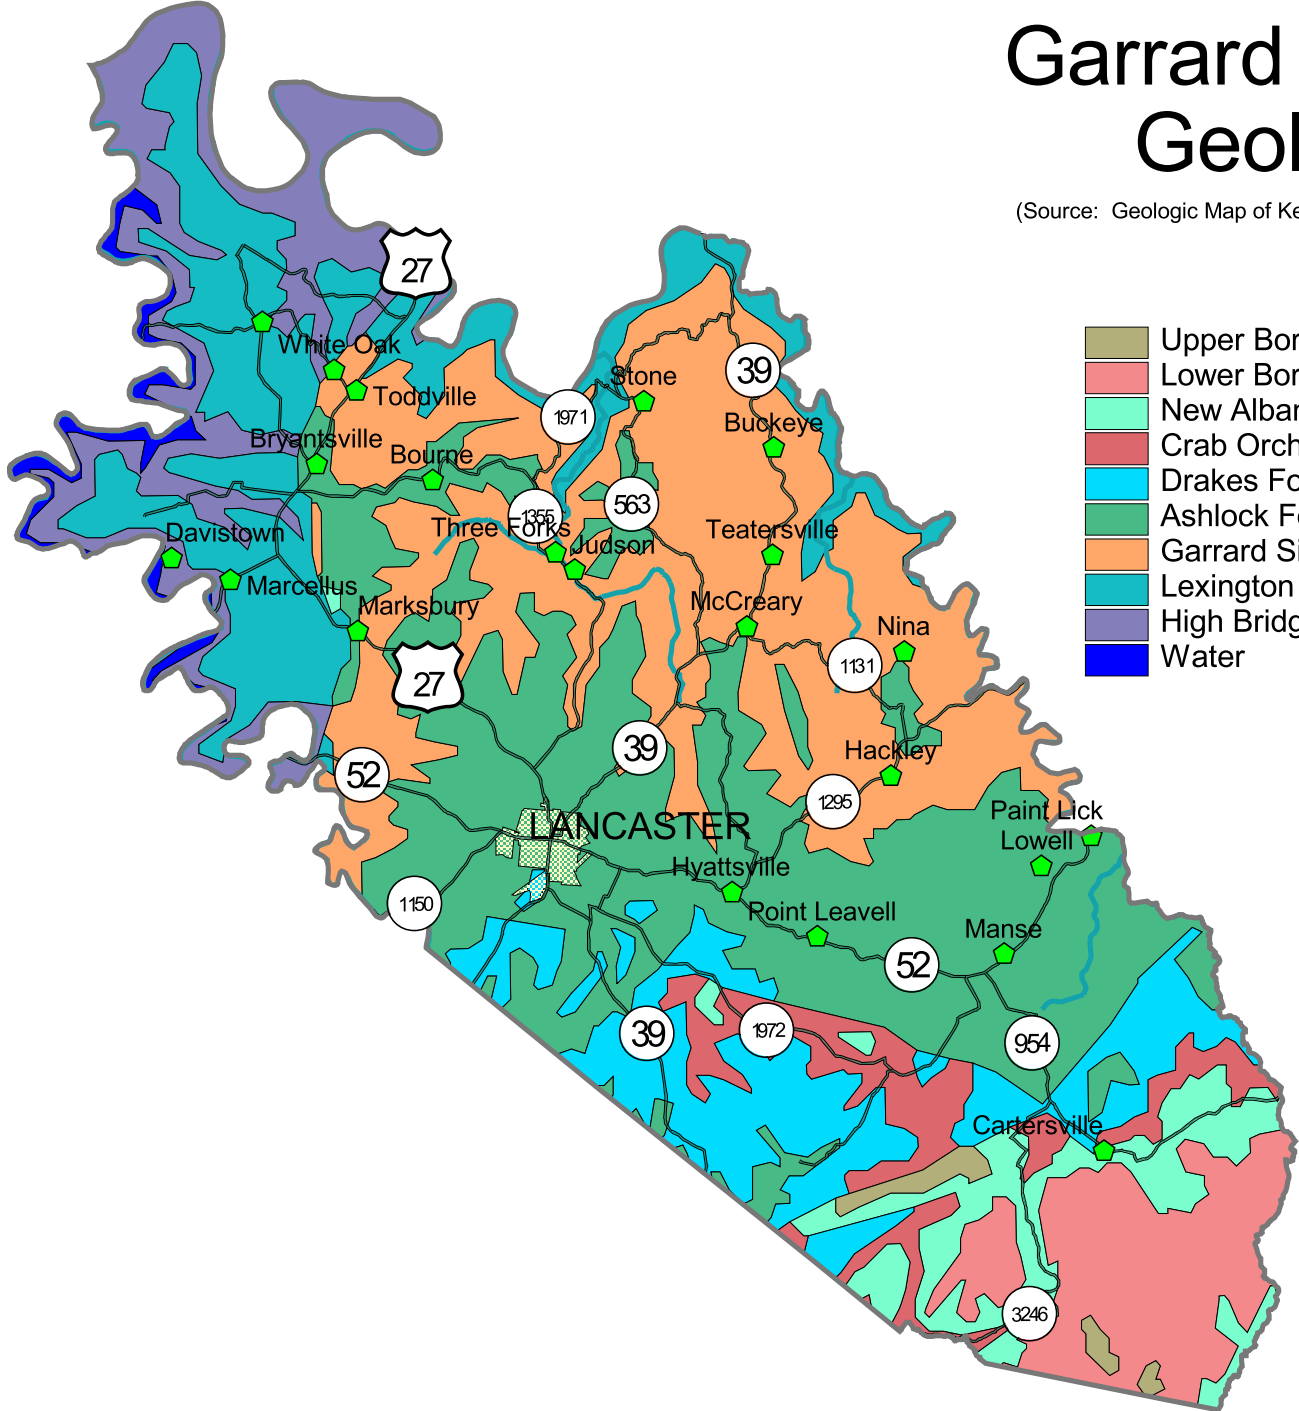 Garrard
Geol
(Source: Geologic Map of Ke
Upper Bor
Lower Bor
New Albar
Crab Orch
Drakes Fo
Ashlock Fo
Garrard Si
Lexington
High Bridg
Water
27
White Oak
Toddville
Stone
39
1971
Buckeye
Bryantsville
Bourne
563
1355
Three Forks
Judson
Teatersville
Davistown
Marcellus
Marksbury
McCreary
Nina
1131
27
39
Hackley
52
1295
LANCASTER
Paint Lick
Lowell
Hyattsville
1150
Point Leavell
Manse
52
39
1972
954
Cartersville
3246